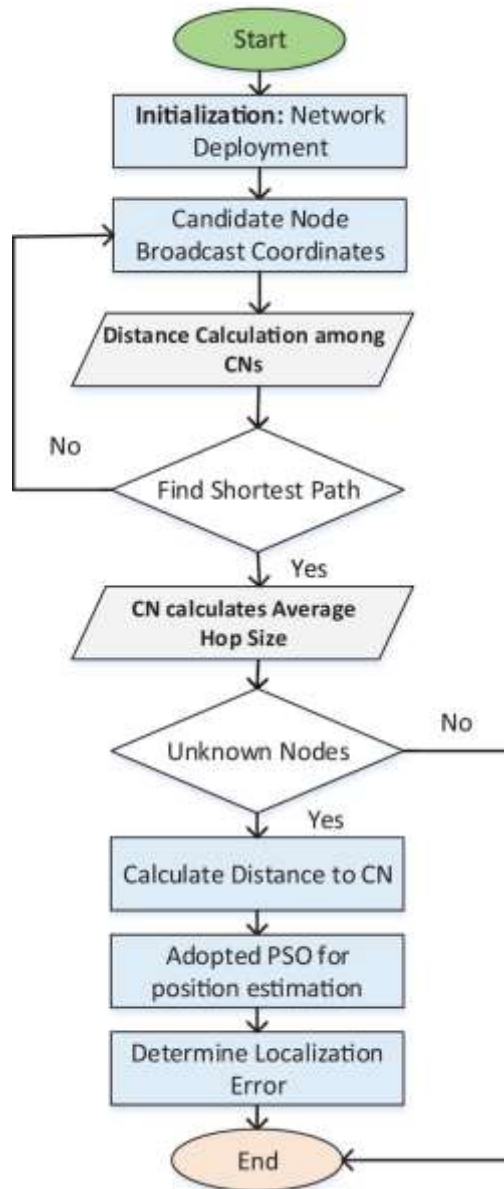 Start
Initialization: Network
Deployment
Candidate Node
Broadcast Coordinates
Distance Calculation among
CNs
No
Find Shortest Path
Yes
CN calculates Average
Hop Size
No
Unknown Nodes
Yes
Calculate Distance to CN
Adopted PSO for
position estimation
Determine Localization
Error
End